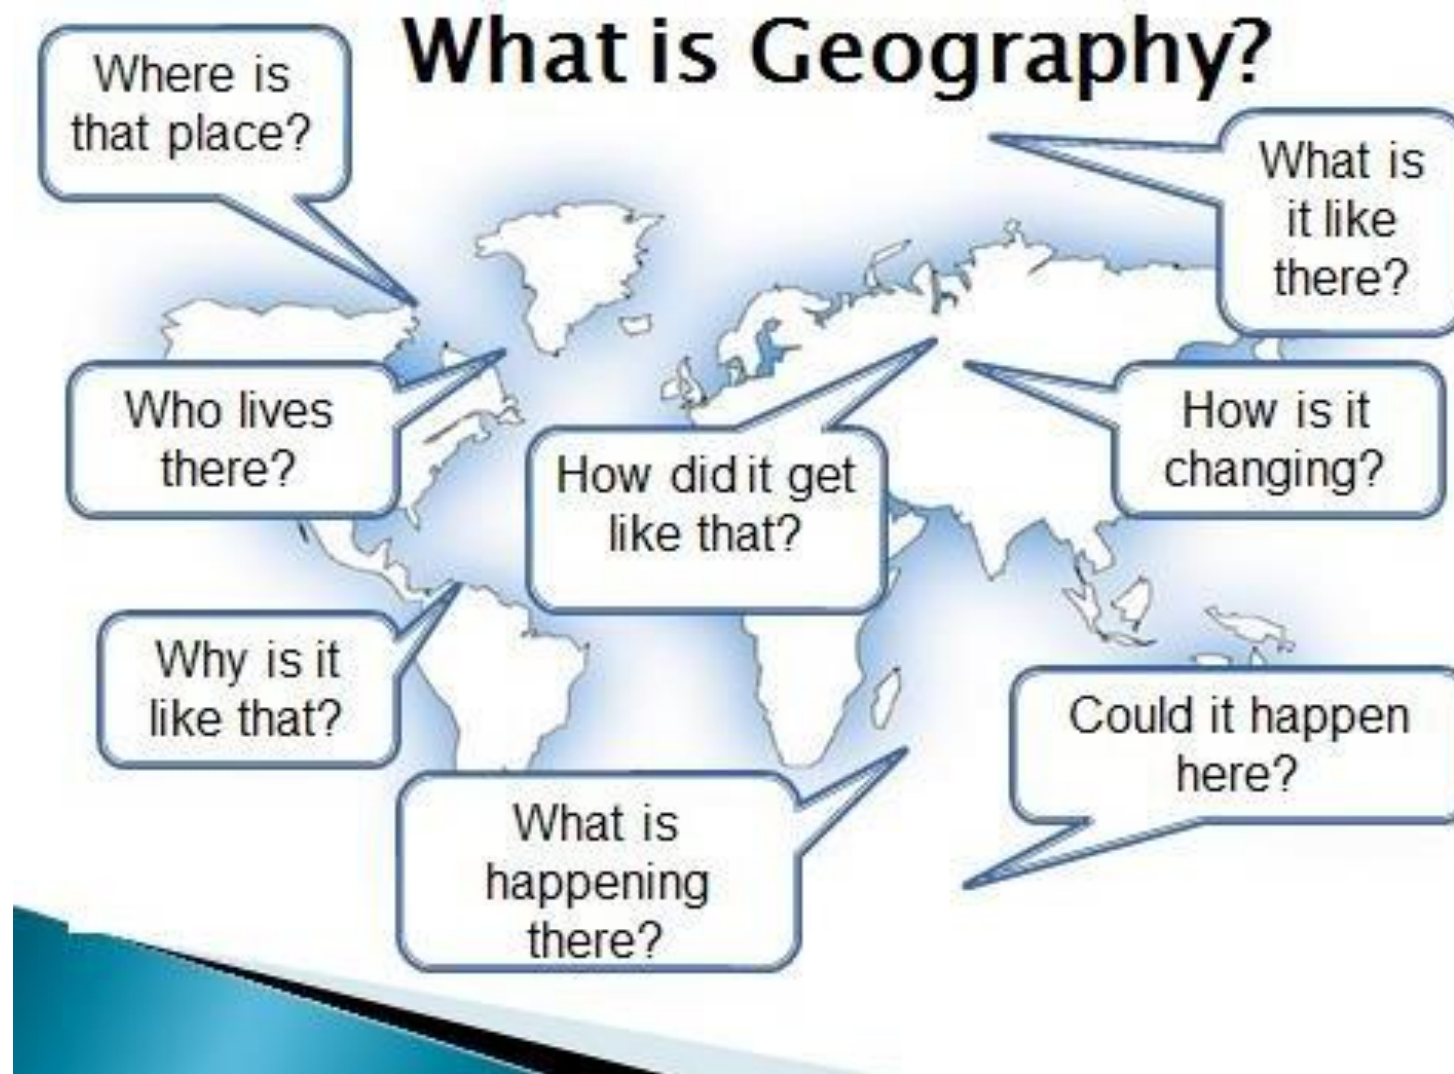 What is Geography?
Where is
that place?
What is
it like
there?
Who lives
there?
How did it get
like that?
How is it
changing?
Why is it
like that?
Could it happen
here?
What is
happening
there?